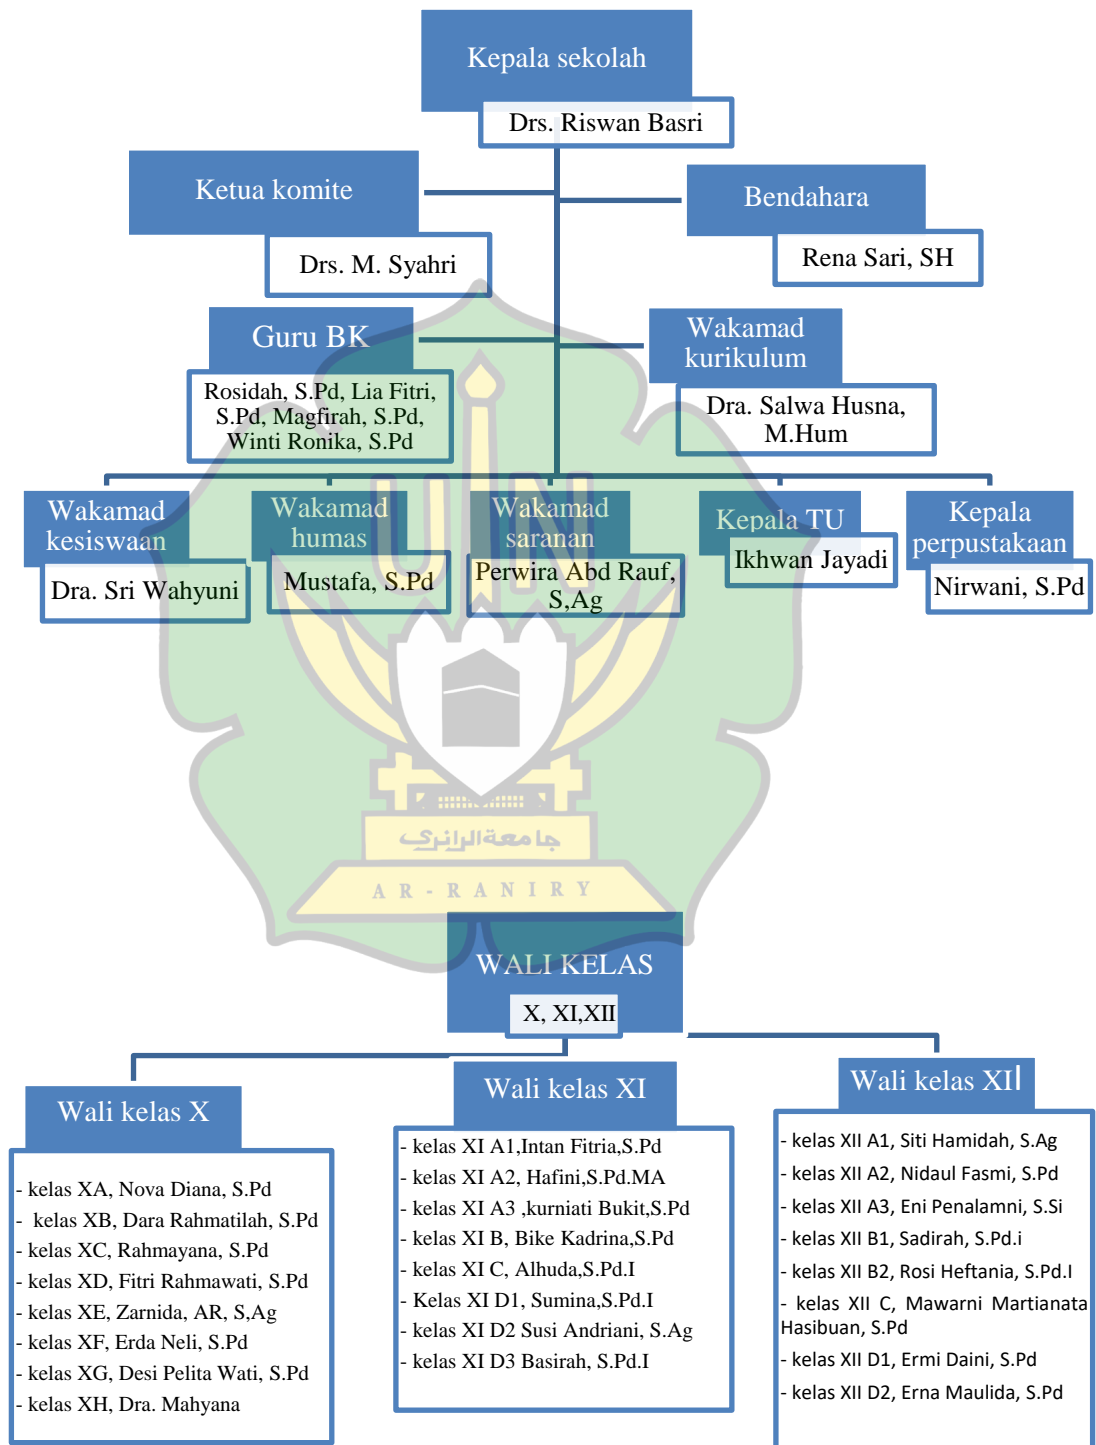 Kepala sekolah
Drs. Riswan Basri
Ketua komite
Drs. M. Syahri
Bendahara
Rena Sari, SH
Guru BK
Rosidah, S.Pd, Lia Fitri,
S.Pd, Magfirah, S.Pd,
Winti Ronika, S.Pd
Wakamad
kurikulum
Dra. Salwa Husna,
M.Hum
Wakamad
kesiswaan
Dra. Sri Wahyuni
Wakamad
humas
Mustafa, S.Pd
Wakamad
saranan
Perwira Abd Rauf,
S,Ag
Kepala TU
Ikhwan Jayadi
Kepala
perpustakaan
Nirwani, S.Pd
UIN
جامعة الرانري
AR-RANIRY
WALI KELAS
X, XI,XII
Wali kelas X
- kelas XA, Nova Diana, S.Pd
- kelas XB, Dara Rahmatilah, S.Pd
- kelas XC, Rahmayana, S.Pd
- kelas XD, Fitri Rahmawati, S.Pd
- kelas XE, Zarnida, AR, S,Ag
- kelas XF, Erda Neli, S.Pd
- kelas XG, Desi Pelita Wati, S.Pd
- kelas XH, Dra. Mahyana
Wali kelas XI
- kelas XI A1,Intan Fitria,S.Pd
- kelas XI A2, Hafini,S.Pd.MA
- kelas XI A3 ,kurniati Bukit,S.Pd
- kelas XI B, Bike Kadrina,S.Pd
- kelas XI C, Alhuda,S.Pd.I
- Kelas XI D1, Sumina,S.Pd.I
- kelas XI D2 Susi Andriani, S.Ag
- kelas XI D3 Basirah, S.Pd.I
Wali kelas XII
- kelas XII A1, Siti Hamidah, S.Ag
- kelas XII A2, Nidaul Fasmi, S.Pd
- kelas XII A3, Eni Penalamni, S.Si
- kelas XII B1, Sadirah, S.Pd.i
- kelas XII B2, Rosi Heftania, S.Pd.I
- kelas XII C, Mawarni Martianata
Hasibuan, S.Pd
- kelas XII D1, Ermi Daini, S.Pd
- kelas XII D2, Erna Maulida, S.Pd